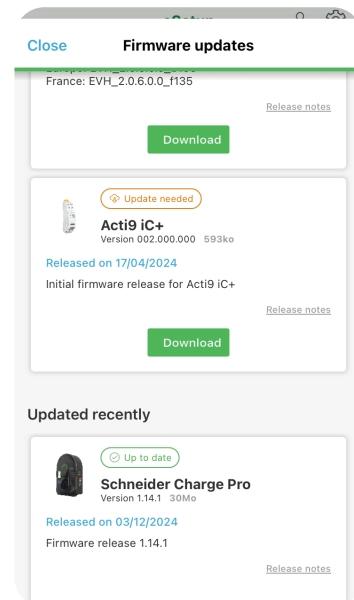 Close
Firmware updates
France: EVH_2.0.6.0.0_f135
Release notes
Download
Update needed
Acti9 iC+
Version 002.000.000 593ko
Released on 17/04/2024
Initial firmware release for Acti9 iC+
Release notes
Download
Updated recently
Up to date
Schneider Charge Pro
Version 1.14.1 30Mo
Released on 03/12/2024
Firmware release 1.14.1
Release notes